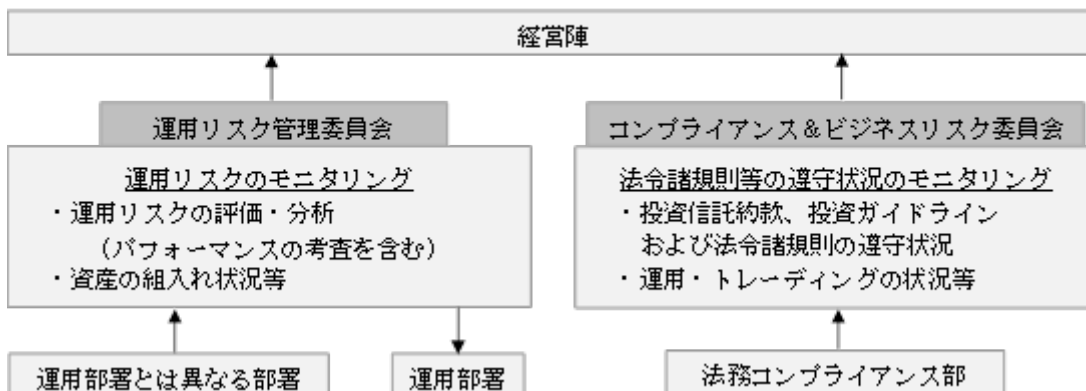 経営陣
運用リスク管理委員会
運用リスクのモニタリング
・運用リスクの評価・分析
(パフォーマンスの考査を含む)
・資産の組入れ状況等
運用部署とは異なる部署
運用部署
コンプライアンス&ビジネスリスク委員会
法令諸規則等の遵守状況のモニタリング
・投資信託約款、投資ガイドライン
および法令諸規則の遵守状況
・運用・トレーディングの状況等
法務コンプライアンス部